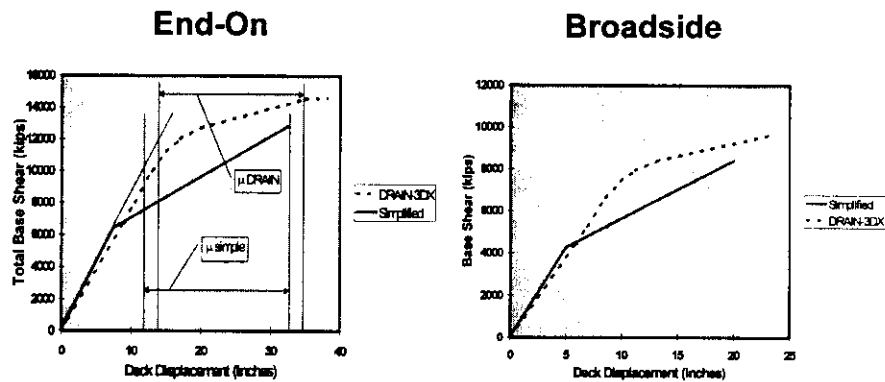 End-On
Broadside
Total Base Shear (kips)
16000
14000
12000
10000
8000
6000
4000
2000
0
0
10
20
30
40
Deck Displacement (Inches)
μ DRAIN
μ simple
DRAIN-3DX
Simplified
Base Shear (kips)
12000
10000
8000
6000
4000
2000
0
0
5
10
15
20
25
Deck Displacement (Inches)
Simplified
DRAIN-3DX